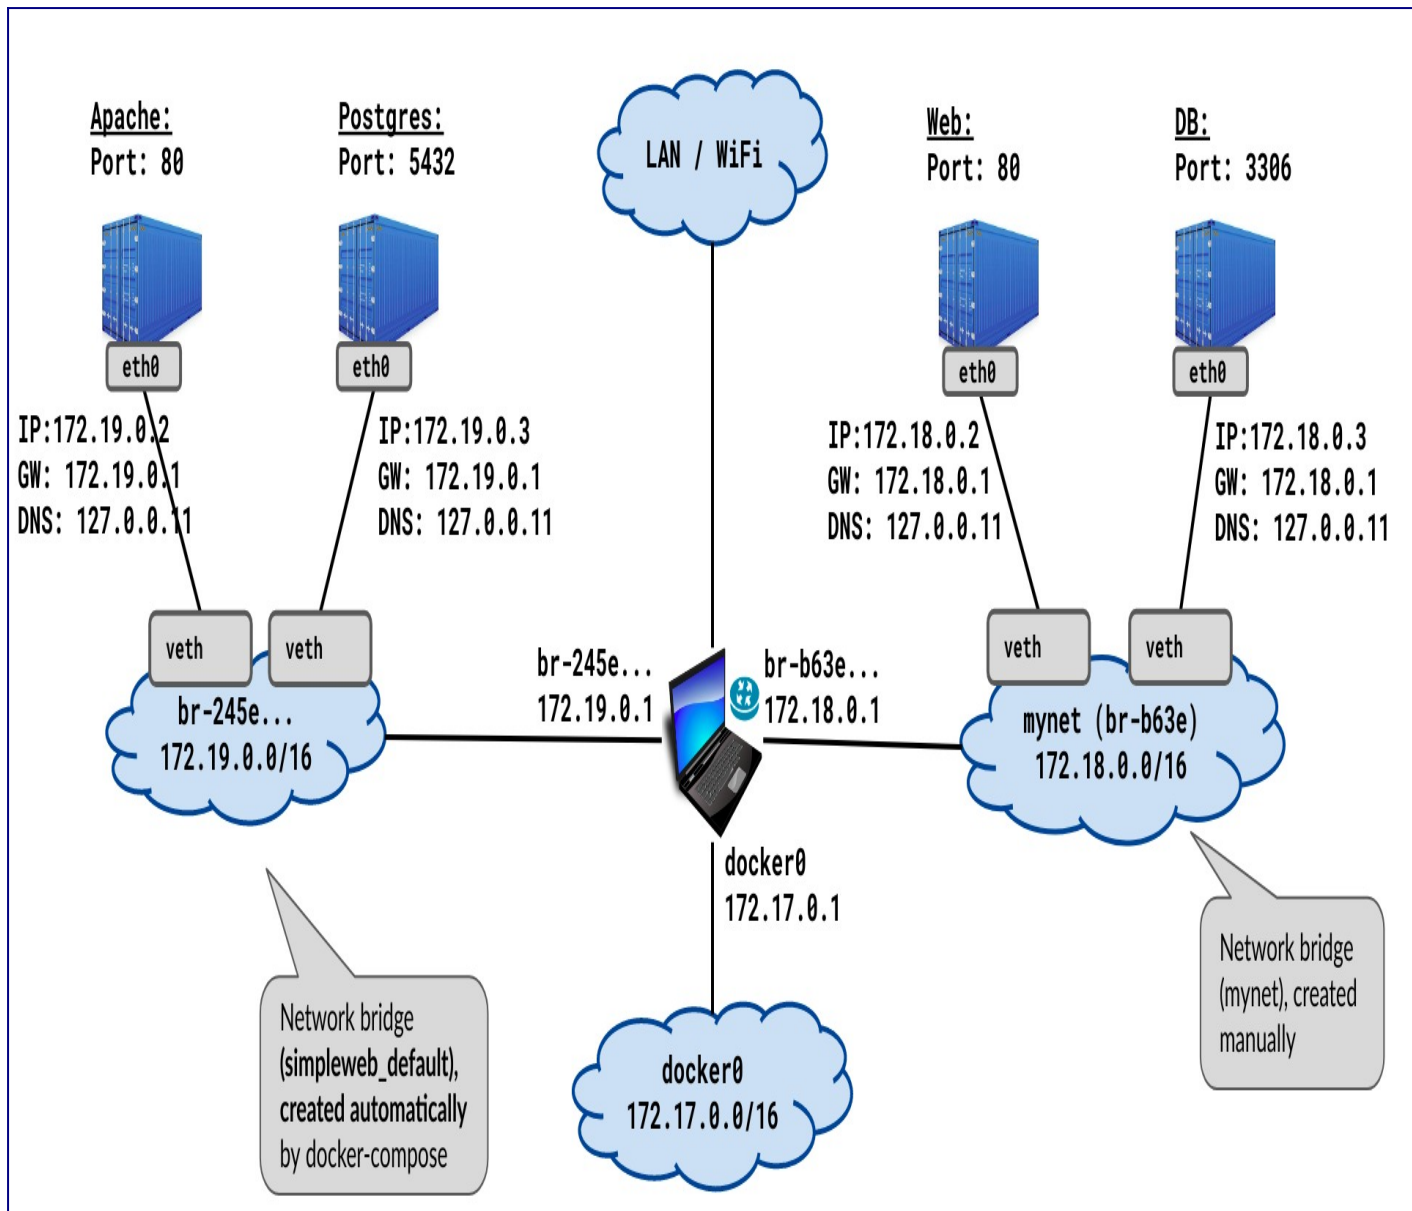 LAN / WiFi
Apache:
Port: 80
Postgres:
Port: 5432
Web:
Port: 80
DB:
Port: 3306
eth0
eth0
eth0
eth0
IP:172.19.0.2
GW: 172.19.0.1
DNS: 127.0.0.11
IP:172.19.0.3
GW: 172.19.0.1
DNS: 127.0.0.11
IP:172.18.0.2
GW: 172.18.0.1
DNS: 127.0.0.11
IP:172.18.0.3
GW: 172.18.0.1
DNS: 127.0.0.11
veth
veth
veth
veth
br-245e...
172.19.0.0/16
br-245e...
172.19.0.1
br-b63e...
172.18.0.1
mynet (br-b63e)
172.18.0.0/16
docker0
172.17.0.1
docker0
172.17.0.0/16
Network bridge
(simpleweb_default),
created automatically
by docker-compose
Network bridge
(mynet), created
manually